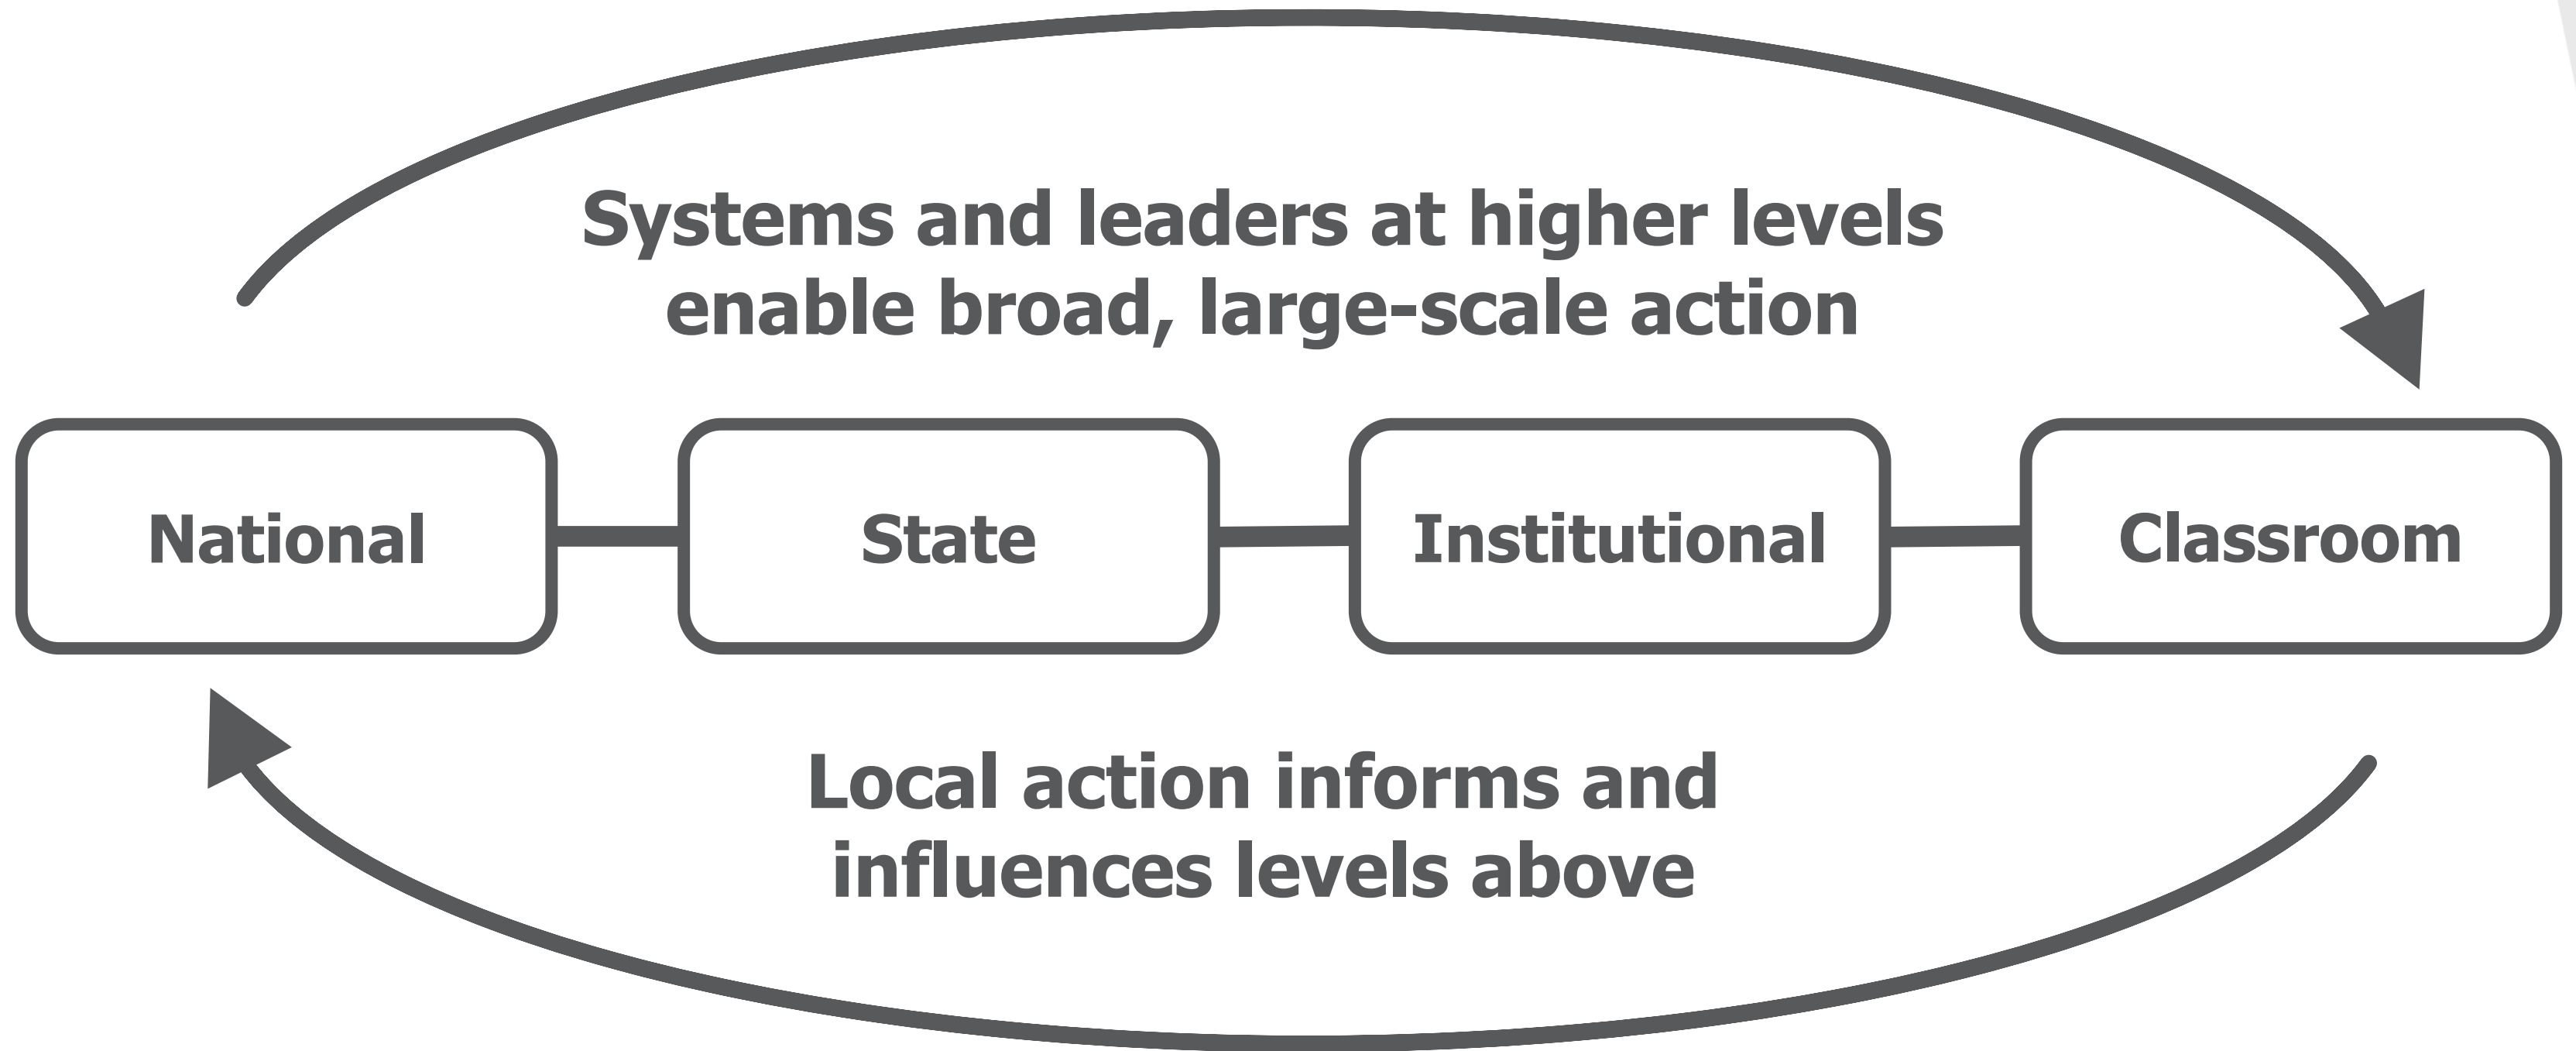 Systems and leaders at higher levels
enable broad, large-scale action
National
State
Institutional
Classroom
Local action informs and
influences levels above